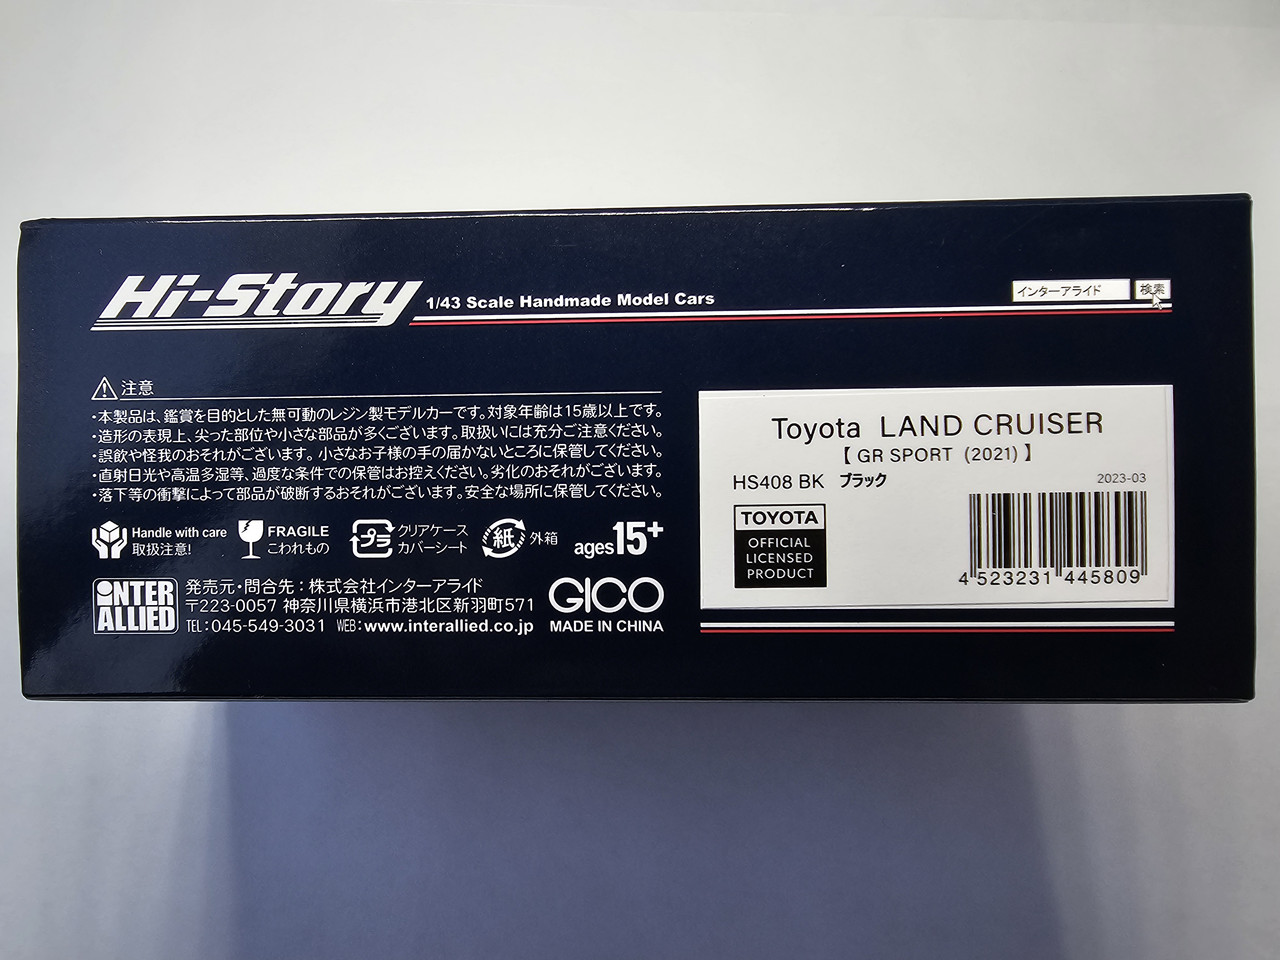 Hi-Story 1/43 Scale Handmade Model Cars
インターアライド 検索
注意
・本製品は、鑑賞を目的とした無可動のレジン製モデルカーです。対象年齢は15歳以上です。
・造形の表現上、尖った部位や小さな部品が多くございます。取扱いには充分ご注意ください。
・誤飲や怪我のおそれがございます。小さなお子様の手の届かないところに保管してください。
・直射日光や高温多湿等、過度な条件での保管はお控えください。劣化のおそれがございます。
・落下等の衝撃によって部品が破断するおそれがございます。安全な場所に保管してください。
Handle with care
取扱注意!
FRAGILE
こわれもの
プラ
クリアケース
カバーシート
紙
外箱
ages15+
INTER
ALLIED
発売元・問合先：株式会社インターアライド
〒223-0057 神奈川県横浜市港北区新羽町571
TEL：045-549-3031 WEB：www.interallied.co.jp
GICO
MADE IN CHINA
Toyota LAND CRUISER
【 GR SPORT (2021) 】
HS408 BK ブラック
2023-03
TOYOTA
OFFICIAL
LICENSED
PRODUCT
4 523231 445809